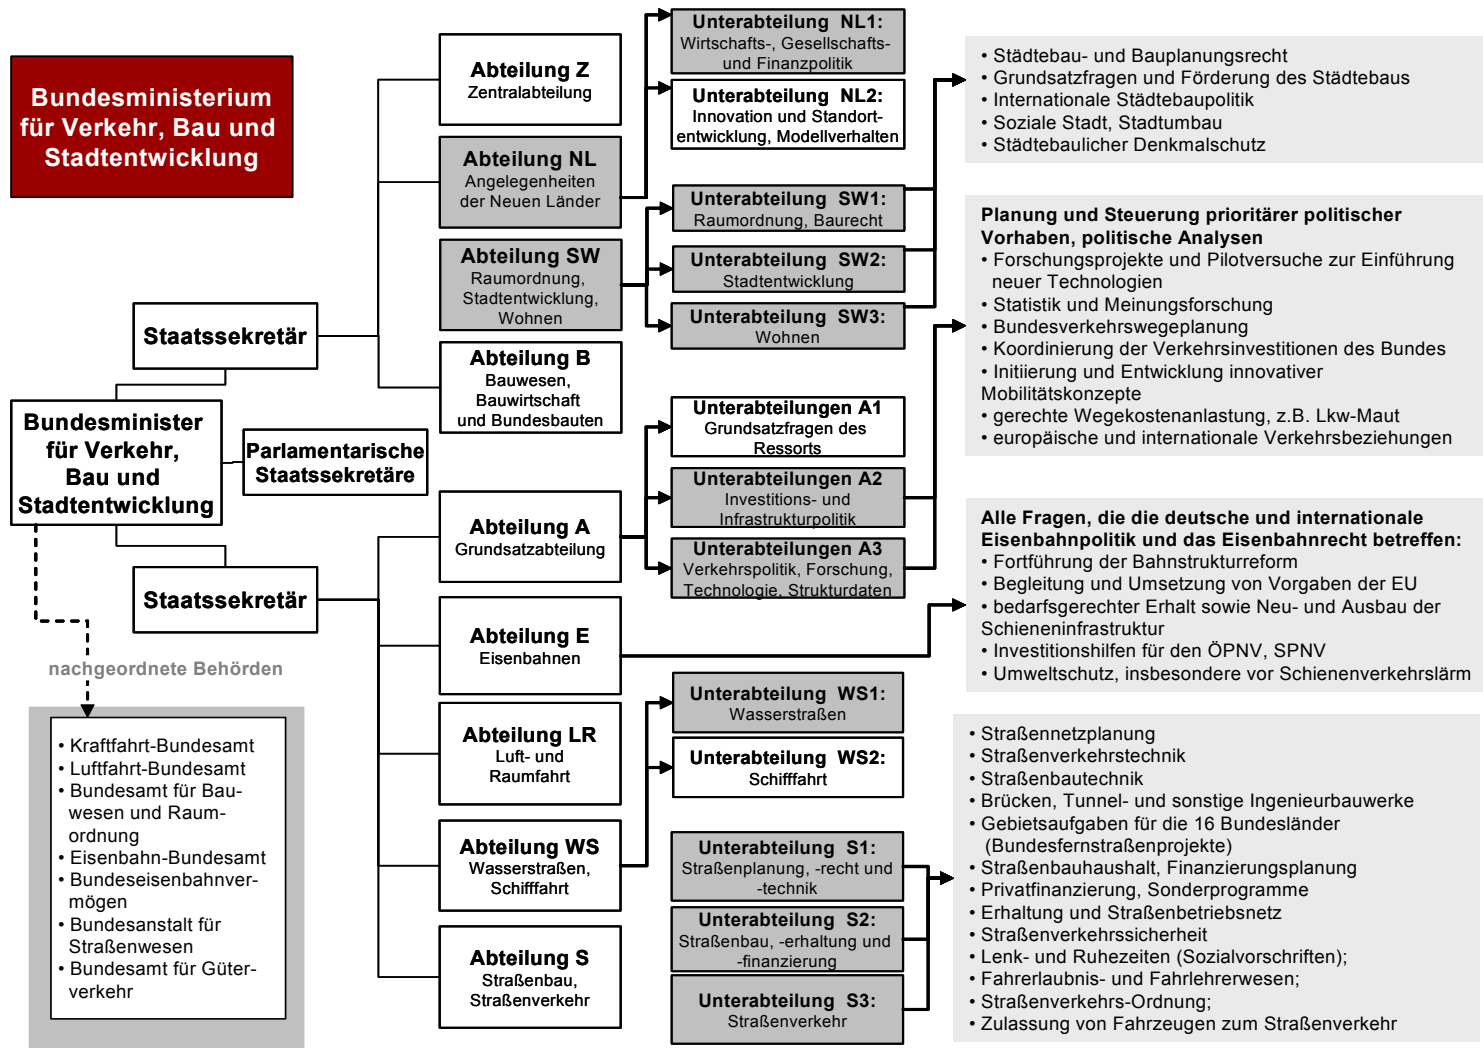 Bundesministerium
für Verkehr, Bau und
Stadtentwicklung
Staatssekretär
Bundesminister
für Verkehr,
Bau und
Stadtentwicklung
Parlamentarische
Staatssekretäre
Staatssekretär
nachgeordnete Behörden
• Kraftfahrt-Bundesamt
• Luftfahrt-Bundesamt
• Bundesamt für Bau-
wesen und Raum-
ordnung
• Eisenbahn-Bundesamt
• Bundeseisenbahnver-
mögen
• Bundesanstalt für
Straßenwesen
• Bundesamt für Güter-
verkehr
Abteilung Z
Zentralabteilung
Abteilung NL
Angelegenheiten
der Neuen Länder
Abteilung SW
Raumordnung,
Stadtentwicklung,
Wohnen
Abteilung B
Bauwesen,
Bauwirtschaft
und Bundesbauten
Abteilung A
Grundsatzabteilung
Abteilung E
Eisenbahnen
Abteilung LR
Luft- und
Raumfahrt
Abteilung WS
Wasserstraßen,
Schifffahrt
Abteilung S
Straßenbau,
Straßenverkehr
Unterabteilung NL1:
Wirtschafts-, Gesellschafts-
und Finanzpolitik
Unterabteilung NL2:
Innovation und Standort-
entwicklung, Modellverhalten
Unterabteilung SW1:
Raumordnung, Baurecht
Unterabteilung SW2:
Stadtentwicklung
Unterabteilung SW3:
Wohnen
Unterabteilungen A1
Grundsatzfragen des
Ressorts
Unterabteilungen A2
Investitions- und
Infrastrukturpolitik
Unterabteilungen A3
Verkehrspolitik, Forschung,
Technologie, Strukturdaten
Unterabteilung WS1:
Wasserstraßen
Unterabteilung WS2:
Schifffahrt
Unterabteilung S1:
Straßenplanung, -recht und
-technik
Unterabteilung S2:
Straßenbau, -erhaltung und
-finanzierung
Unterabteilung S3:
Straßenverkehr
• Städtebau- und Bauplanungsrecht
• Grundsatzfragen und Förderung des Städtebaus
• Internationale Städtebaupolitik
• Soziale Stadt, Stadtumbau
• Städtebaulicher Denkmalschutz
Planung und Steuerung prioritärer politischer
Vorhaben, politische Analysen
• Forschungsprojekte und Pilotversuche zur Einführung
neuer Technologien
• Statistik und Meinungsforschung
• Bundesverkehrswegeplanung
• Koordinierung der Verkehrsinvestitionen des Bundes
• Initiierung und Entwicklung innovativer
Mobilitätskonzepte
• gerechte Wegekostenanlastung, z.B. Lkw-Maut
• europäische und internationale Verkehrsbeziehungen
Alle Fragen, die die deutsche und internationale
Eisenbahnpolitik und das Eisenbahnrecht betreffen:
• Fortführung der Bahnstrukturreform
• Begleitung und Umsetzung von Vorgaben der EU
• bedarfsgerechter Erhalt sowie Neu- und Ausbau der
Schieneninfrastruktur
• Investitionshilfen für den ÖPNV, SPNV
• Umweltschutz, insbesondere vor Schienenverkehrslärm
• Straßennetzplanung
• Straßenverkehrstechnik
• Straßenbautechnik
• Brücken, Tunnel- und sonstige Ingenieurbauwerke
• Gebietsaufgaben für die 16 Bundesländer
(Bundesfernstraßenprojekte)
• Straßenbauhaushalt, Finanzierungsplanung
• Privatfinanzierung, Sonderprogramme
• Erhaltung und Straßenbetriebsnetz
• Straßenverkehrssicherheit
• Lenk- und Ruhezeiten (Sozialvorschriften);
• Fahrerlaubnis- und Fahrlehrerwesen;
• Straßenverkehrs-Ordnung;
• Zulassung von Fahrzeugen zum Straßenverkehr